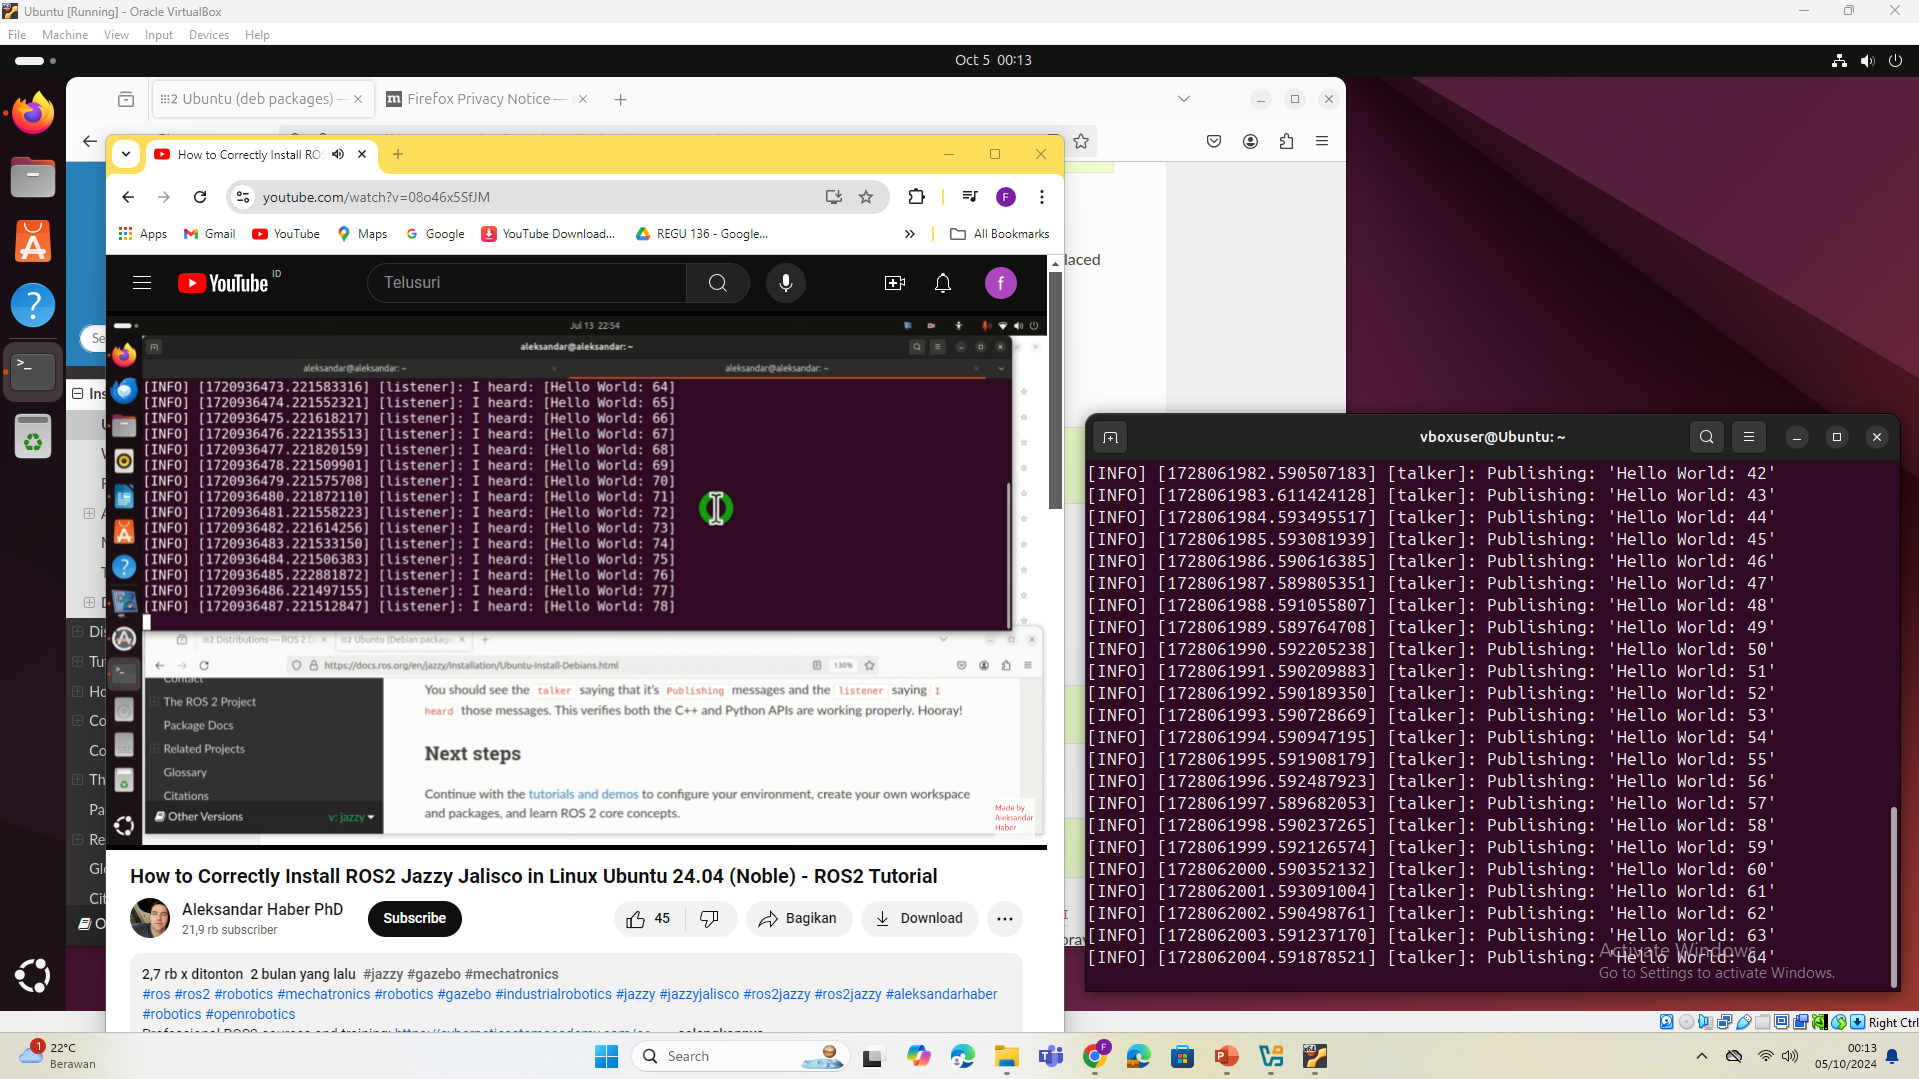 Ubuntu [Running] - Oracle VirtualBox
File Machine View Input Devices Help
Oct 5 00:13
Ubuntu (deb packages) —
Firefox Privacy Notice —
How to Correctly Install ROS
youtube.com/watch?v=08o46x5SfJM
F
Apps Gmail YouTube Maps Google YouTube Download... REGU 136 - Google... » All Bookmarks
laced
YouTube ID
Telusuri
f
Se
Jul 13 22:54
aleksandar@aleksandar: ~
aleksandar@aleksandar: ~ aleksandar@aleksandar: ~
[INFO] [1720936473.221583316] [listener]: I heard: [Hello World: 64]
[INFO] [1720936474.221552321] [listener]: I heard: [Hello World: 65]
[INFO] [1720936475.221618217] [listener]: I heard: [Hello World: 66]
[INFO] [1720936476.222135513] [listener]: I heard: [Hello World: 67]
[INFO] [1720936477.221820159] [listener]: I heard: [Hello World: 68]
[INFO] [1720936478.221509901] [listener]: I heard: [Hello World: 69]
[INFO] [1720936479.221575708] [listener]: I heard: [Hello World: 70]
[INFO] [1720936480.221872110] [listener]: I heard: [Hello World: 71]
[INFO] [1720936481.221558223] [listener]: I heard: [Hello World: 72]
[INFO] [1720936482.221614256] [listener]: I heard: [Hello World: 73]
[INFO] [1720936483.221533150] [listener]: I heard: [Hello World: 74]
[INFO] [1720936484.221506383] [listener]: I heard: [Hello World: 75]
[INFO] [1720936485.222881872] [listener]: I heard: [Hello World: 76]
[INFO] [1720936486.221497155] [listener]: I heard: [Hello World: 77]
[INFO] [1720936487.221512847] [listener]: I heard: [Hello World: 78]
Ins
Di
Tu
Ho
Co
Co
Th
Pa
Re
Gl
Cit
O
Distributions — ROS 2 D
Ubuntu (Debian package
https://docs.ros.org/en/jazzy/Installation/Ubuntu-Install-Debians.html
130%
Contact
The ROS 2 Project
Package Docs
Related Projects
Glossary
Citations
Other Versions v: jazzy
You should see the talker saying that it's Publishing messages and the listener saying I
heard those messages. This verifies both the C++ and Python APIs are working properly. Hooray!
Next steps
Continue with the tutorials and demos to configure your environment, create your own workspace
and packages, and learn ROS 2 core concepts.
Made by
Aleksandar
Haber
How to Correctly Install ROS2 Jazzy Jalisco in Linux Ubuntu 24.04 (Noble) - ROS2 Tutorial
Aleksandar Haber PhD
21,9 rb subscriber
Subscribe
45
Bagikan
Download
2,7 rb x ditonton 2 bulan yang lalu #jazzy #gazebo #mechatronics
#ros #ros2 #robotics #mechatronics #robotics #gazebo #industrialrobotics #jazzy #jazzyjalisco #ros2jazzy #ros2jazzy #aleksandarhaber
#robotics #openrobotics
vboxuser@Ubuntu: ~
[INFO] [1728061982.590507183] [talker]: Publishing: 'Hello World: 42'
[INFO] [1728061983.611424128] [talker]: Publishing: 'Hello World: 43'
[INFO] [1728061984.593495517] [talker]: Publishing: 'Hello World: 44'
[INFO] [1728061985.593081939] [talker]: Publishing: 'Hello World: 45'
[INFO] [1728061986.590616385] [talker]: Publishing: 'Hello World: 46'
[INFO] [1728061987.589805351] [talker]: Publishing: 'Hello World: 47'
[INFO] [1728061988.591055807] [talker]: Publishing: 'Hello World: 48'
[INFO] [1728061989.589764708] [talker]: Publishing: 'Hello World: 49'
[INFO] [1728061990.592205238] [talker]: Publishing: 'Hello World: 50'
[INFO] [1728061991.590209883] [talker]: Publishing: 'Hello World: 51'
[INFO] [1728061992.590189350] [talker]: Publishing: 'Hello World: 52'
[INFO] [1728061993.590728669] [talker]: Publishing: 'Hello World: 53'
[INFO] [1728061994.590947195] [talker]: Publishing: 'Hello World: 54'
[INFO] [1728061995.591908179] [talker]: Publishing: 'Hello World: 55'
[INFO] [1728061996.592487923] [talker]: Publishing: 'Hello World: 56'
[INFO] [1728061997.589682053] [talker]: Publishing: 'Hello World: 57'
[INFO] [1728061998.590237265] [talker]: Publishing: 'Hello World: 58'
[INFO] [1728061999.592126574] [talker]: Publishing: 'Hello World: 59'
[INFO] [1728062000.590352132] [talker]: Publishing: 'Hello World: 60'
[INFO] [1728062001.593091004] [talker]: Publishing: 'Hello World: 61'
[INFO] [1728062002.590498761] [talker]: Publishing: 'Hello World: 62'
[INFO] [1728062003.591237170] [talker]: Publishing: 'Hello World: 63'
[INFO] [1728062004.591878521] [talker]: Publishing: 'Hello World: 64'
Activate Windows
Go to Settings to activate Windows.
Right Ctrl
1
22°C
Berawan
Search
00:13
05/10/2024